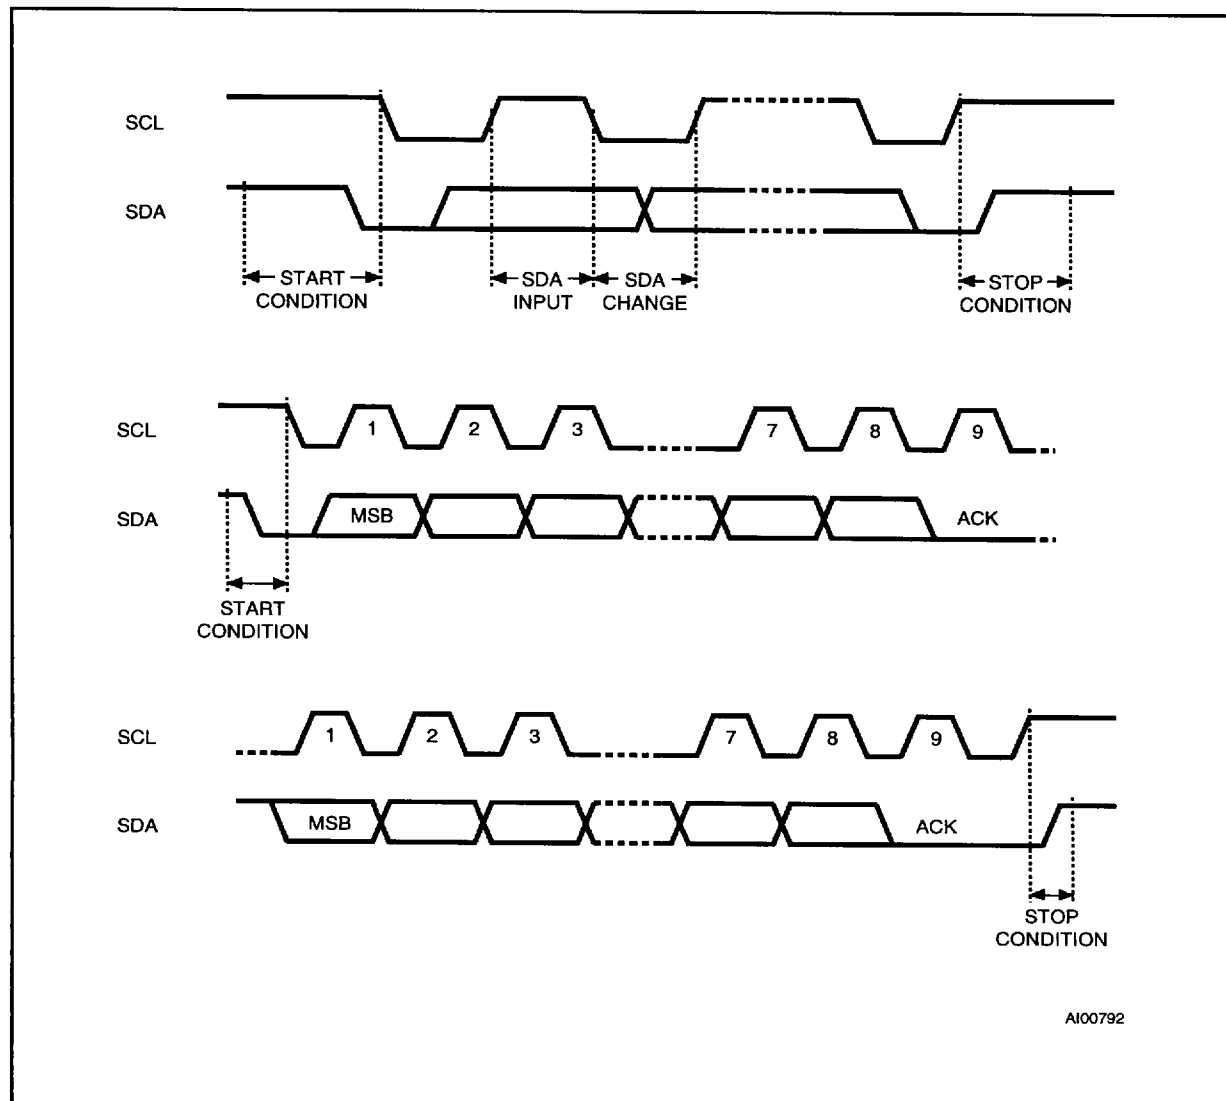 SCL
SDA
START
CONDITION
SDA
INPUT
SDA
CHANGE
STOP
CONDITION
SCL
1 2 3 7 8 9
SDA
MSB ACK
START
CONDITION
SCL
1 2 3 7 8 9
SDA
MSB ACK
STOP
CONDITION
AI00792